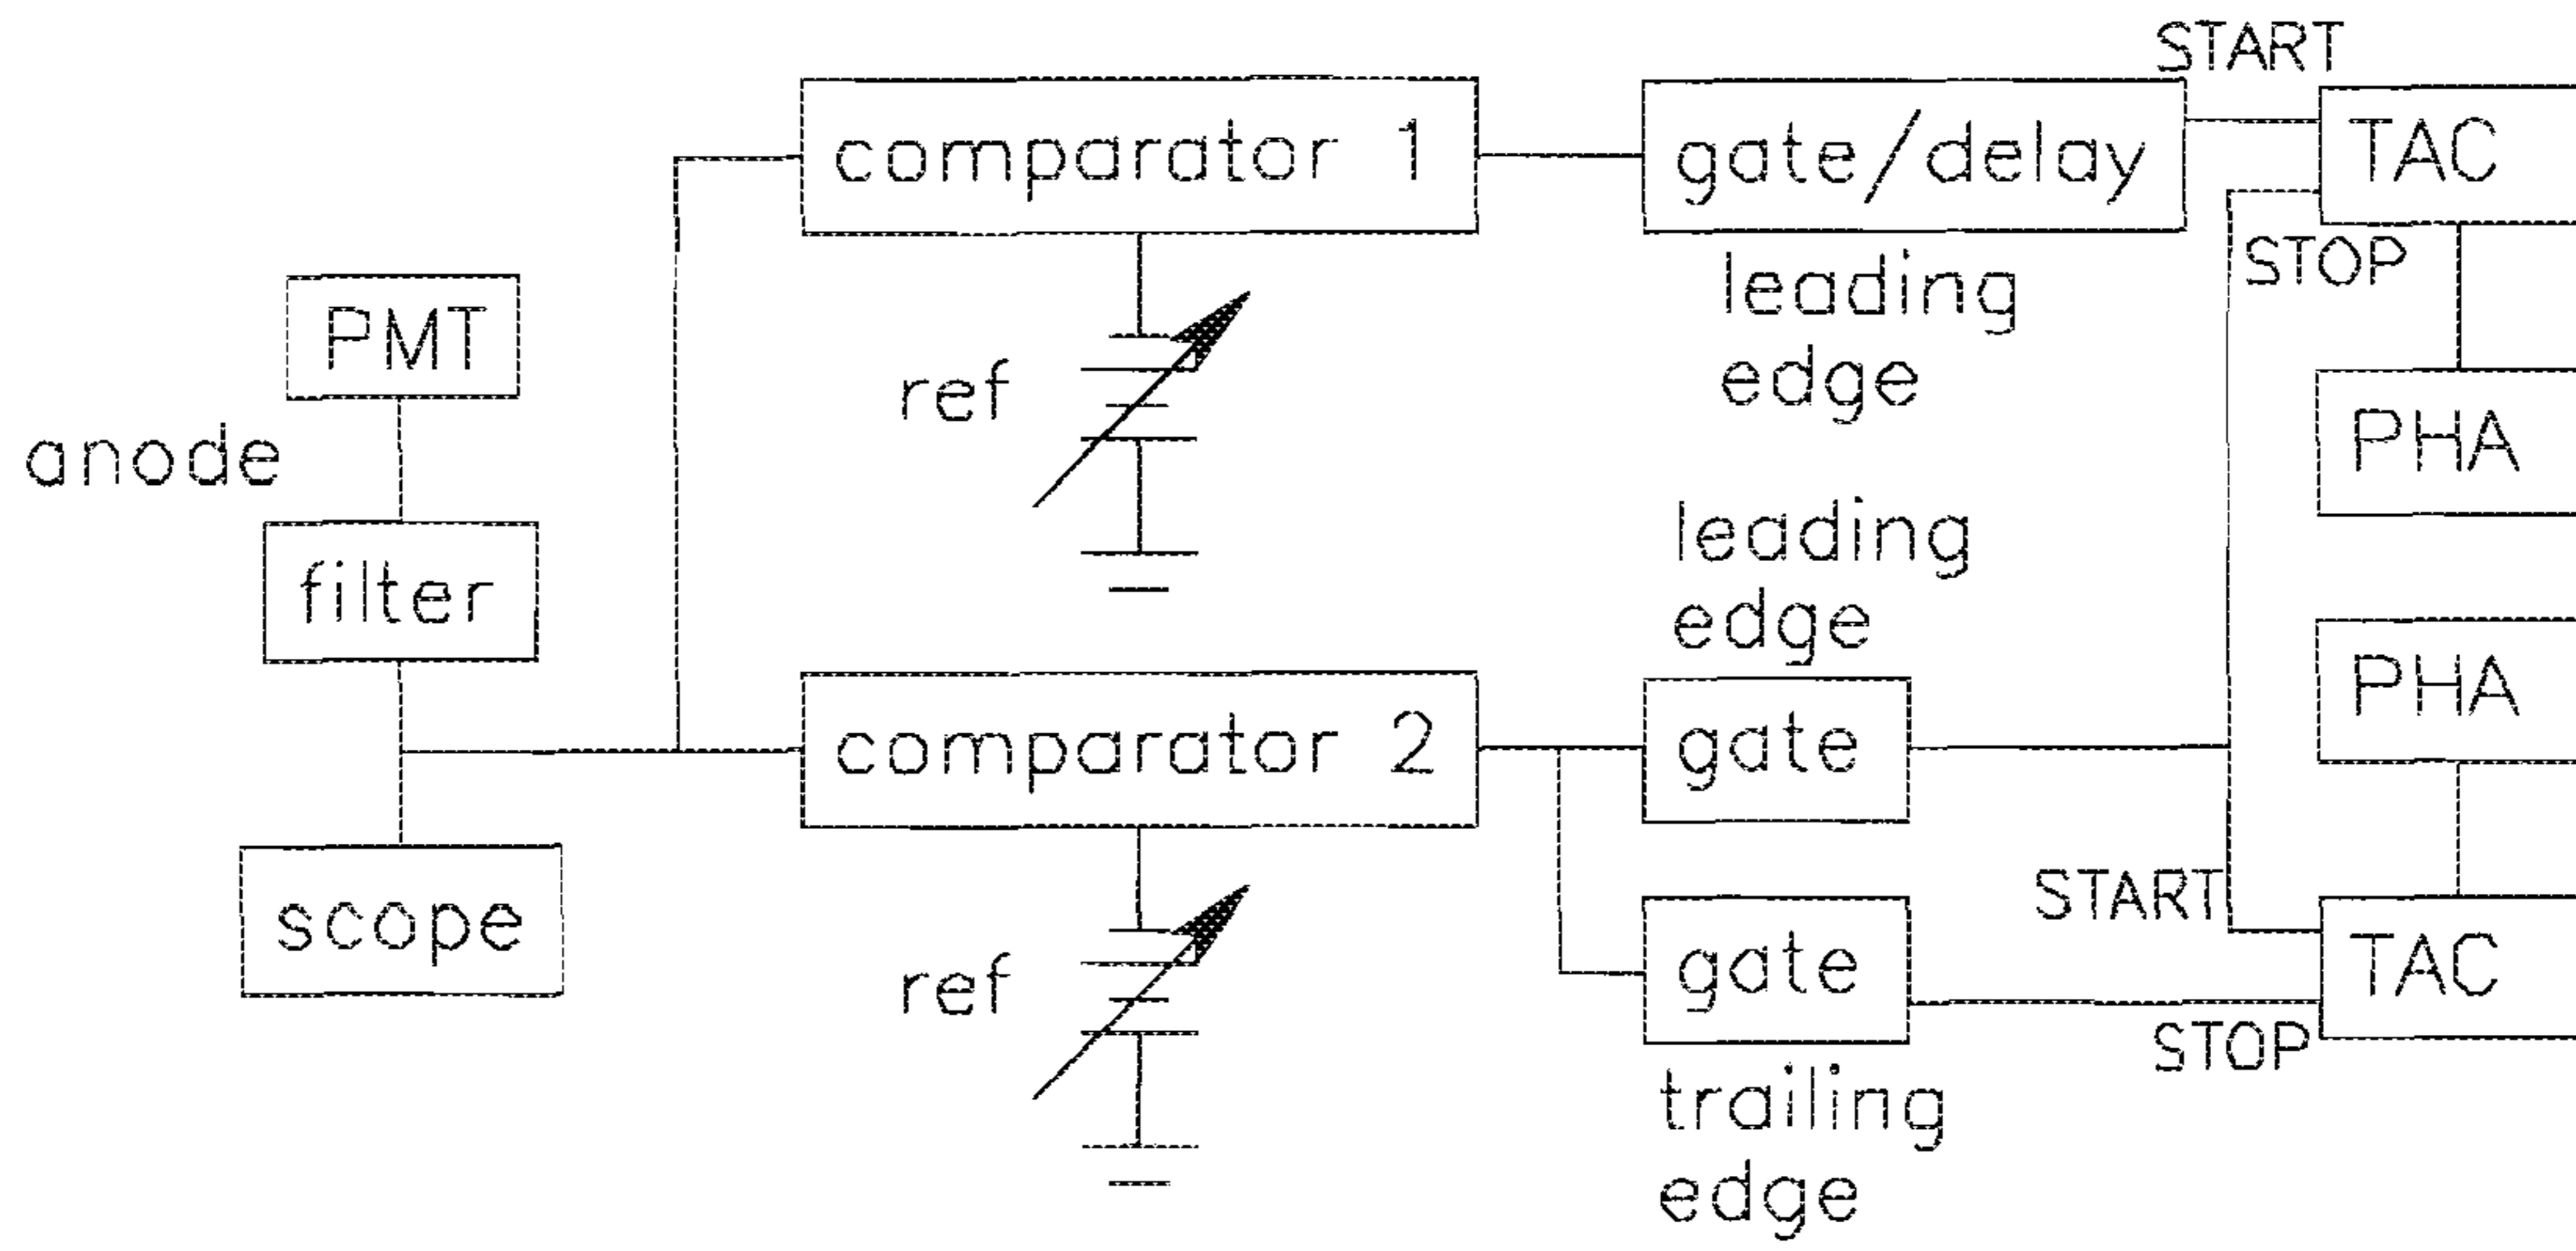 START
comparator 1
gate/delay
TAC
STOP
leading
edge
PMT
ref
anode
PHA
leading
edge
filter
PHA
comparator 2
gate
START
scope
gate
TAC
ref
STOP
trailing
edge